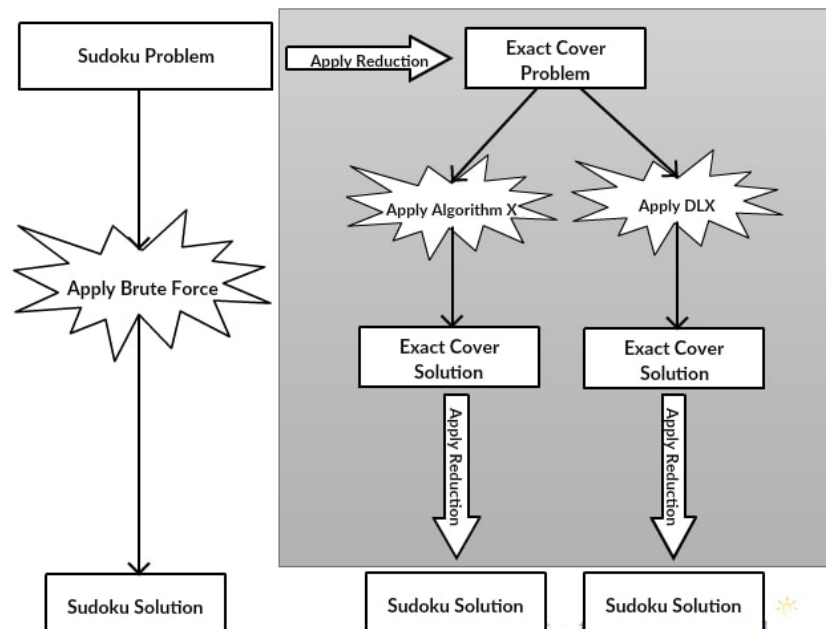 Sudoku Problem
Apply Reduction
Exact Cover
Problem
Apply Algorithm X
Apply DLX
Apply Brute Force
Exact Cover
Solution
Exact Cover
Solution
Apply Reduction
Apply Reduction
Sudoku Solution
Sudoku Solution
Sudoku Solution